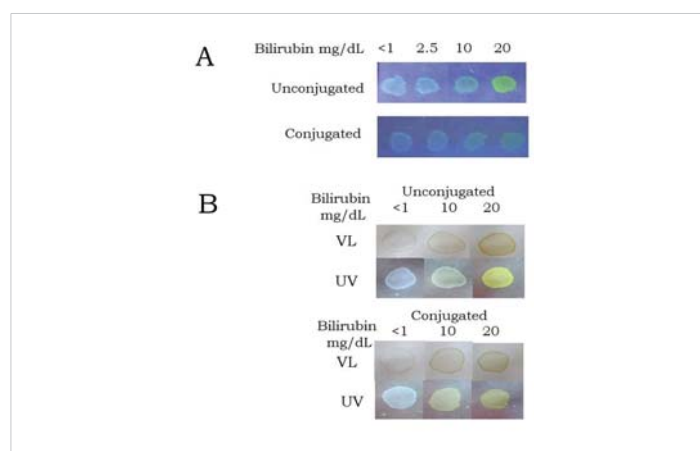 A
Bilirubin mg/dL <1 2.5 10 20
Unconjugated
Conjugated
B
Unconjugated
Bilirubin mg/dL <1 10 20
VL
UV
Conjugated
Bilirubin mg/dL <1 10 20
VL
UV